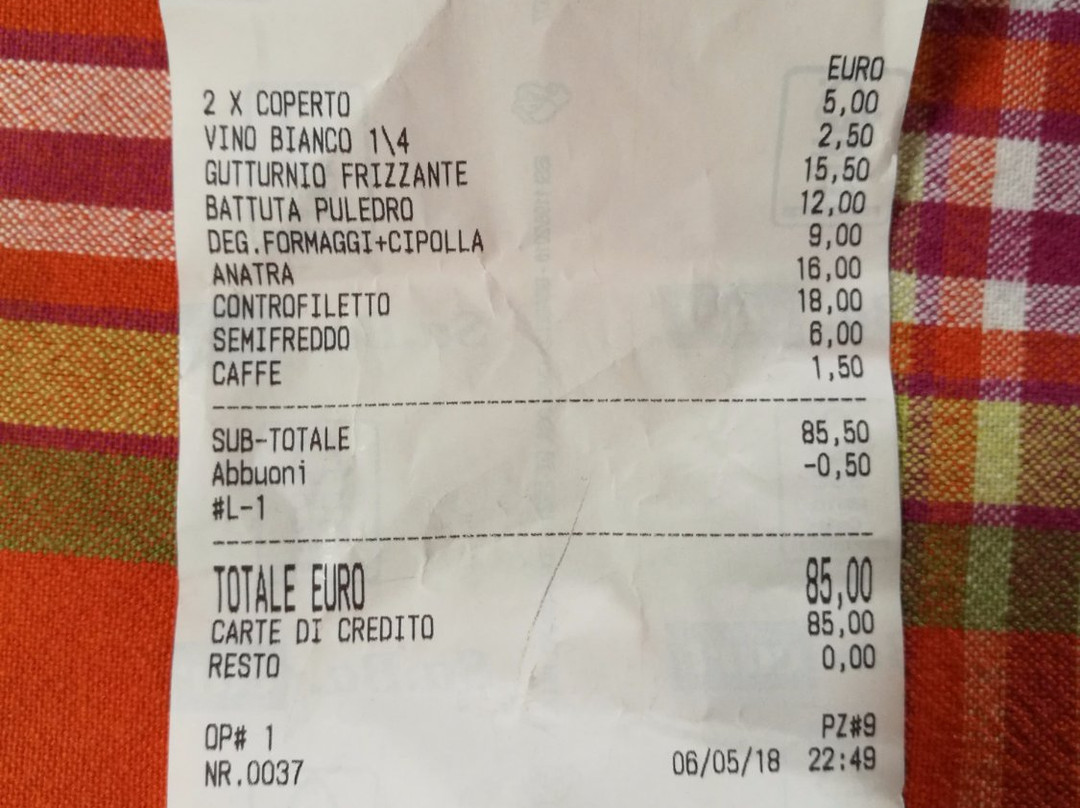 EURO
2 X COPERTO 5,00
VINO BIANCO 1\4 2,50
GUTTURNIO FRIZZANTE 15,50
BATTUTA PULEDRO 12,00
DEG.FORMAGGI+CIPOLLA 9,00
ANATRA 16,00
CONTROFILETTO 18,00
SEMIFREDDO 6,00
CAFFE 1,50
SUB-TOTALE 85,50
Abbuoni -0,50
#L-1
TOTALE EURO 85,00
CARTE DI CREDITO 85,00
RESTO 0,00
OP# 1 PZ#9
NR.0037 06/05/18 22:49